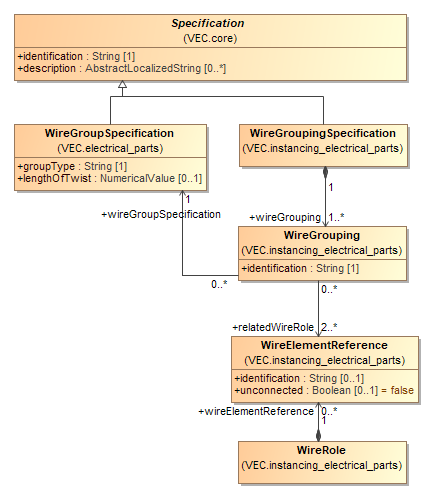 Specification
(VEC.core)
+identification : String [1]
+description : AbstractLocalizedString [0..*]
WireGroupSpecification
(VEC.electrical_parts)
+groupType : String [1]
+lengthOfTwist : NumericalValue [0..1]
WireGroupingSpecification
(VEC.instancing_electrical_parts)
1
1
+wireGroupSpecification
+wireGrouping
1..*
WireGrouping
(VEC.instancing_electrical_parts)
+identification : String [1]
0..*
0..*
+relatedWireRole
2..*
WireElementReference
(VEC.instancing_electrical_parts)
+identification : String [0..1]
+unconnected : Boolean [0..1] = false
+wireElementReference
0..*
1
WireRole
(VEC.instancing_electrical_parts)